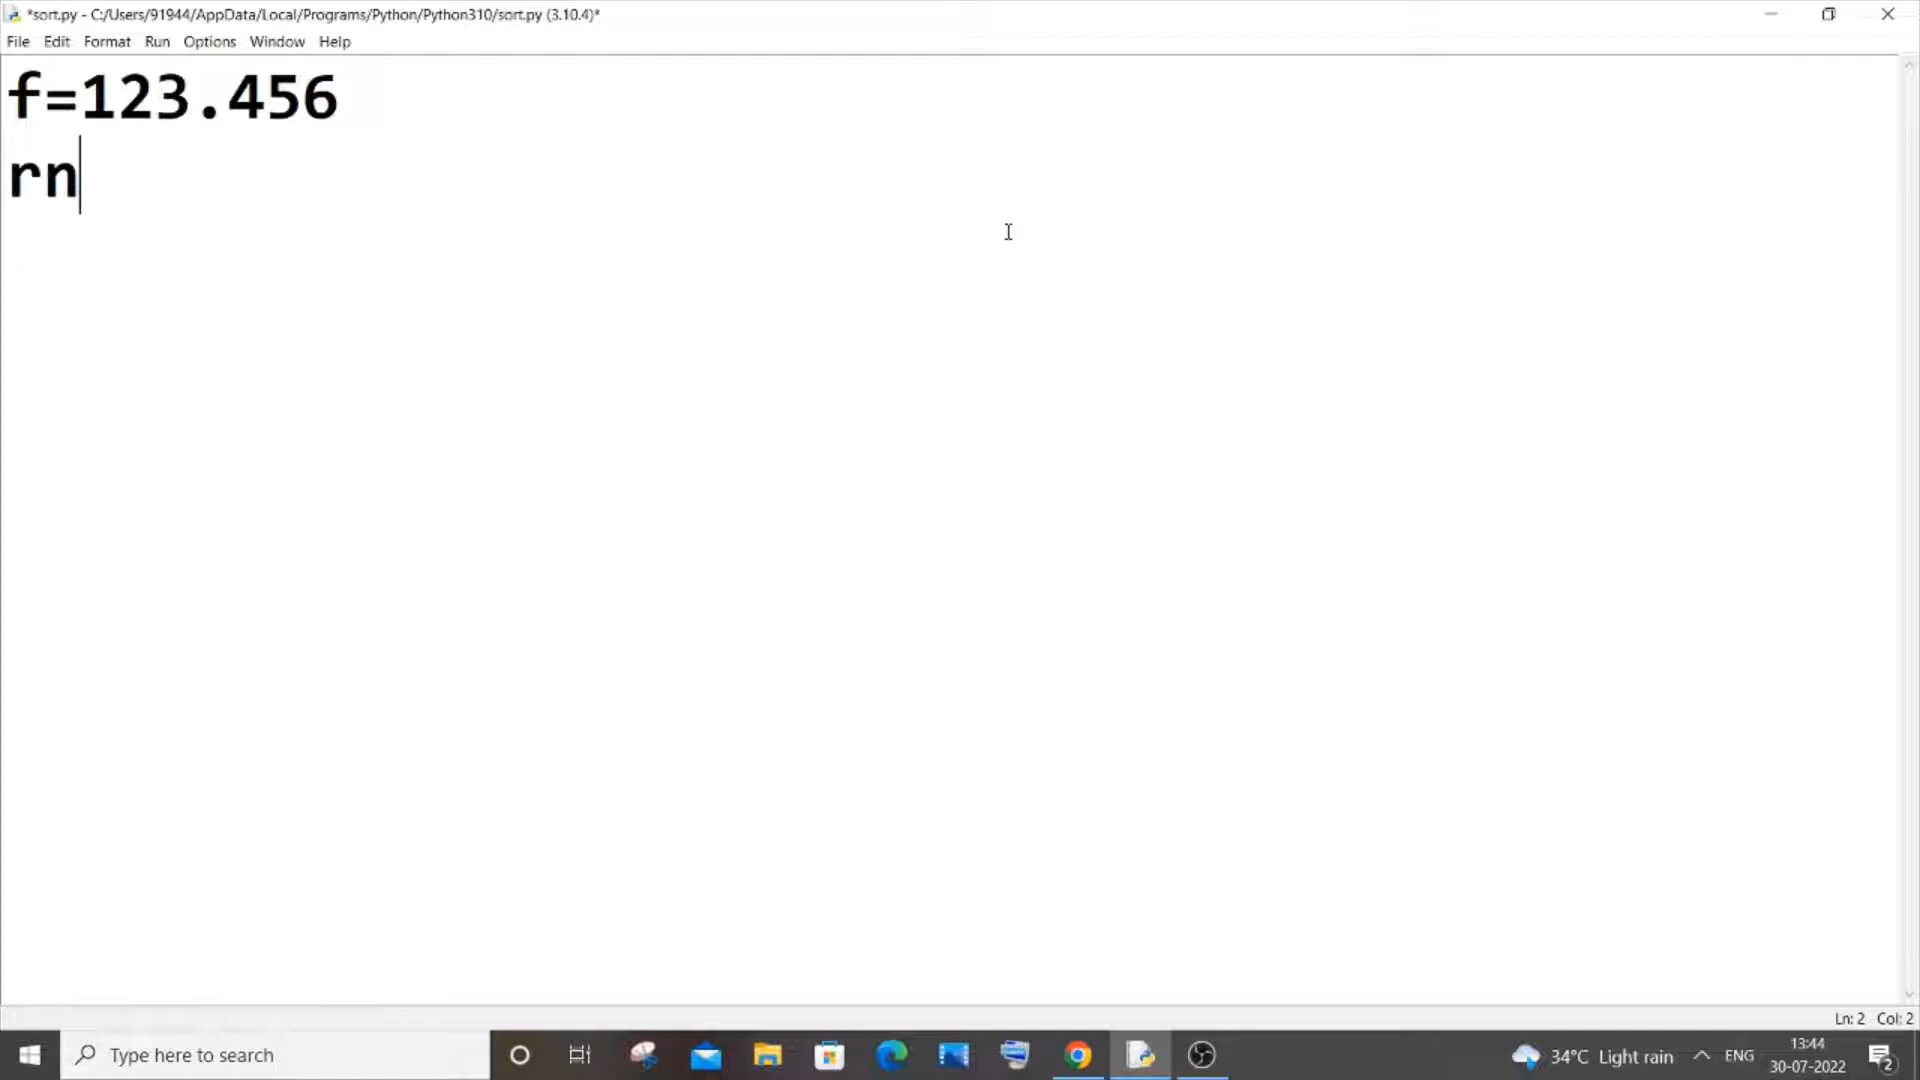 *sort.py - C:/Users/91944/AppData/Local/Programs/Python/Python310/sort.py (3.10.4)*
File Edit Format Run Options Window Help
f=123.456
rn
Ln: 2 Col: 2
Type here to search
34°C Light rain
ENG
13:44
30-07-2022
2